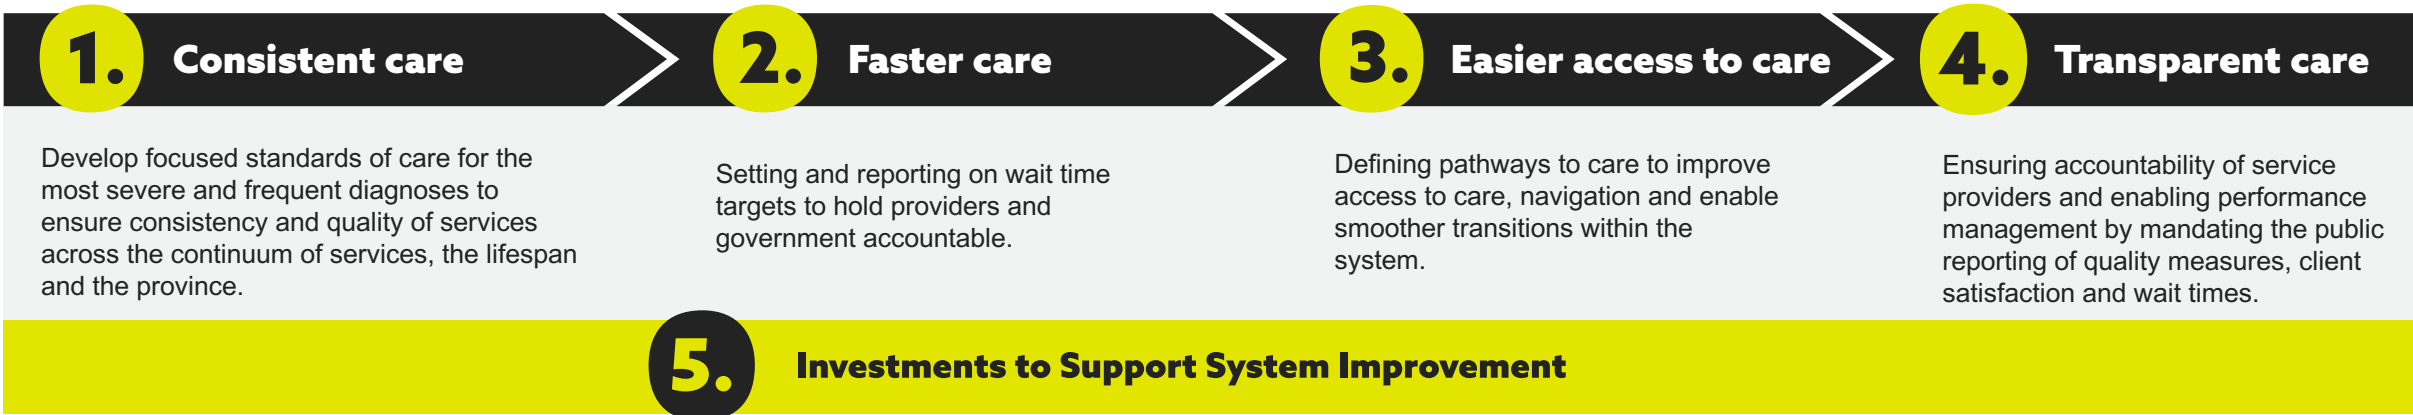 1. Consistent care
Develop focused standards of care for the
most severe and frequent diagnoses to
ensure consistency and quality of services
across the continuum of services, the lifespan
and the province.
2. Faster care
Setting and reporting on wait time
targets to hold providers and
government accountable.
3. Easier access to care
Defining pathways to care to improve
access to care, navigation and enable
smoother transitions within the
system.
4. Transparent care
Ensuring accountability of service
providers and enabling performance
management by mandating the public
reporting of quality measures, client
satisfaction and wait times.
5. Investments to Support System Improvement